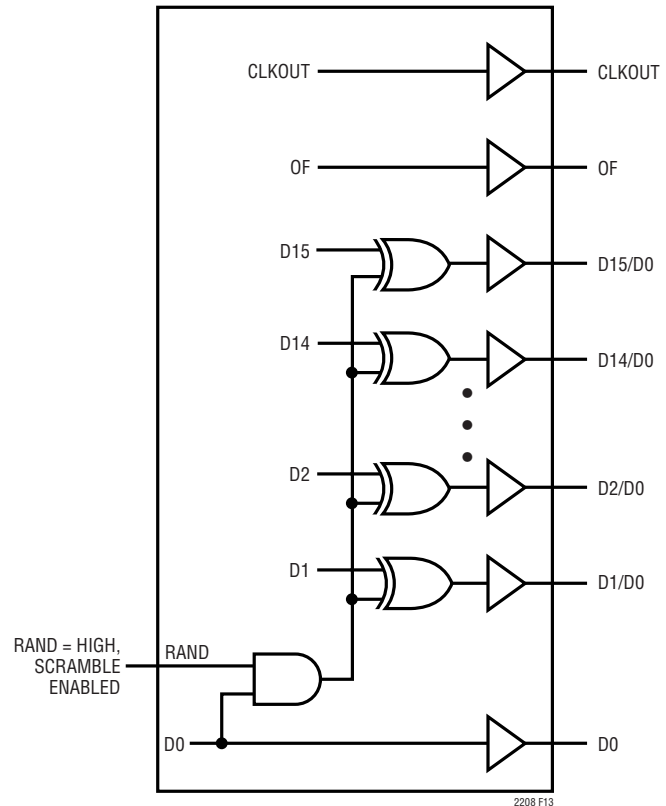 CLKOUT
CLKOUT
OF
OF
D15
D15/D0
D14
D14/D0
D2
D2/D0
D1
D1/D0
RAND = HIGH,
SCRAMBLE
ENABLED
RAND
D0
D0
2208 F13